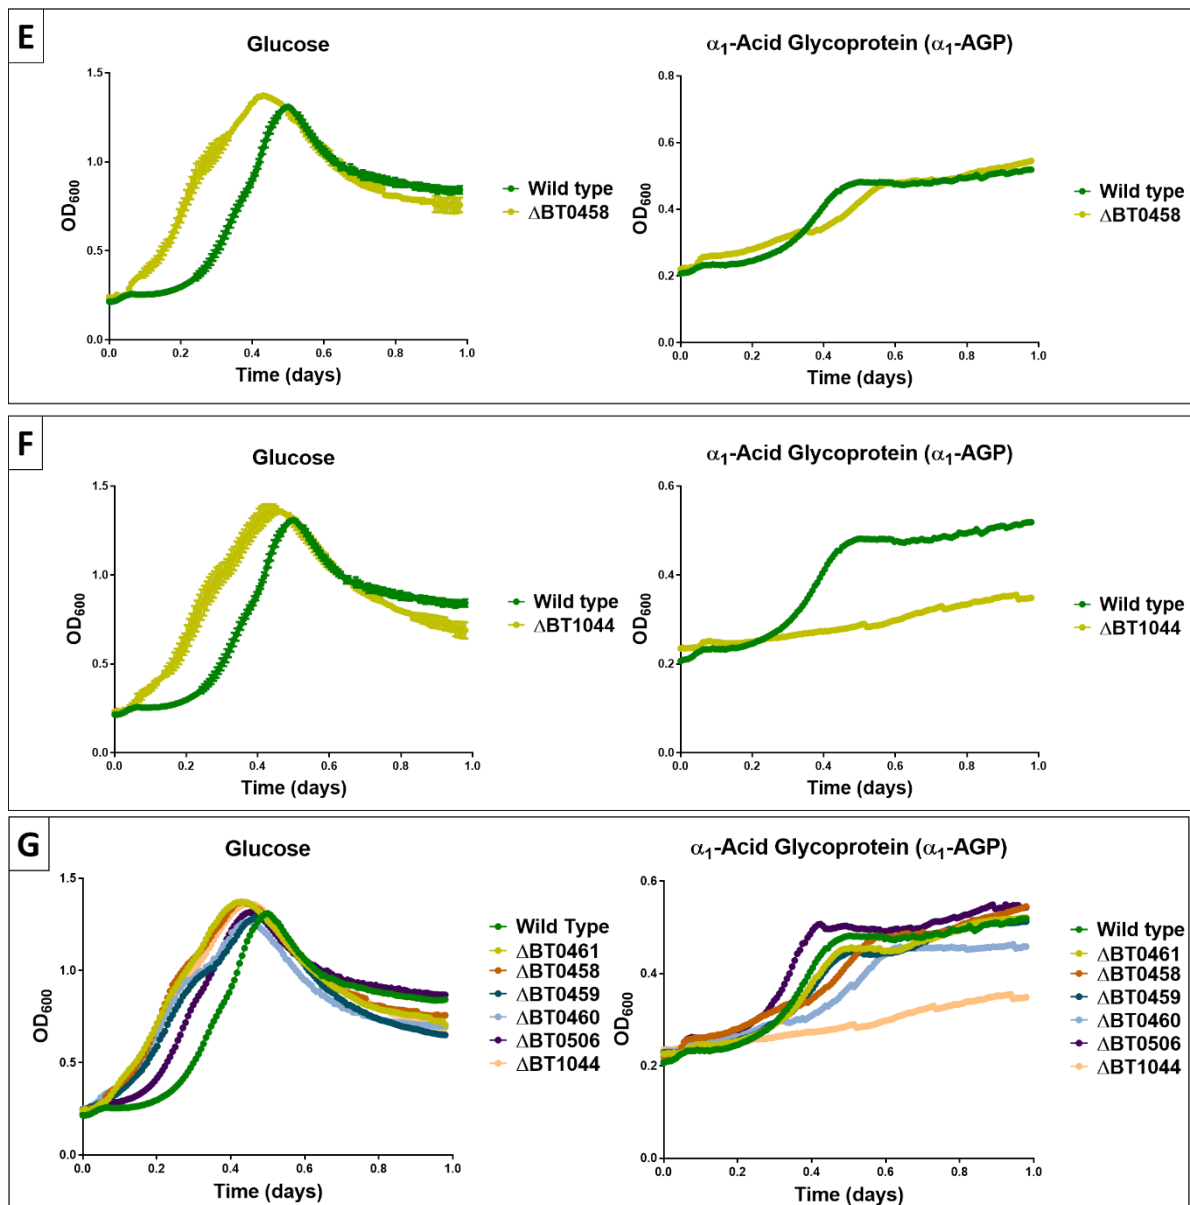 E
Glucose
α1-Acid Glycoprotein (α1-AGP)
1.5
1.0
0.5
0.0
OD600
0.0 0.2 0.4 0.6 0.8 1.0
Time (days)
Wild type
ΔBT0458
0.8
0.6
0.4
0.2
0.0
OD600
0.0 0.2 0.4 0.6 0.8 1.0
Time (days)
Wild type
ΔBT0458
F
Glucose
α1-Acid Glycoprotein (α1-AGP)
1.5
1.0
0.5
0.0
OD600
0.0 0.2 0.4 0.6 0.8 1.0
Time (days)
Wild type
ΔBT1044
0.6
0.4
0.2
0.0
OD600
0.0 0.2 0.4 0.6 0.8 1.0
Time (days)
Wild type
ΔBT1044
G
Glucose
α1-Acid Glycoprotein (α1-AGP)
1.5
1.0
0.5
0.0
OD600
0.0 0.2 0.4 0.6 0.8 1.0
Time (days)
Wild Type
ΔBT0461
ΔBT0458
ΔBT0459
ΔBT0460
ΔBT0506
ΔBT1044
0.6
0.4
0.2
0.0
OD600
0.0 0.2 0.4 0.6 0.8 1.0
Time (days)
Wild type
ΔBT0461
ΔBT0458
ΔBT0459
ΔBT0460
ΔBT0506
ΔBT1044